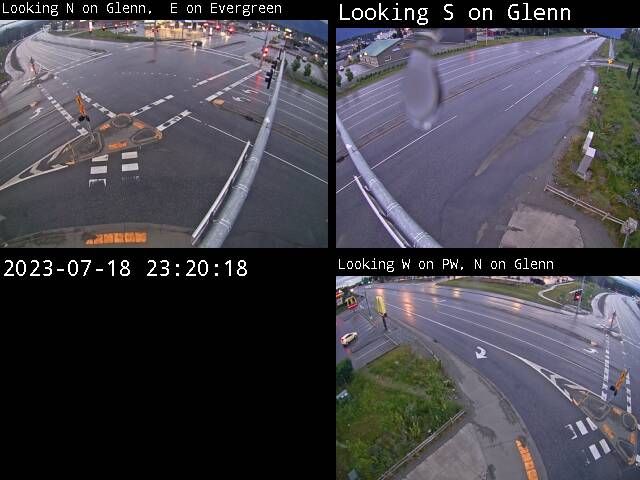 Looking N on Glenn,  E on Evergreen
Looking S on Glenn
2023-07-18 23:20:18
Looking W on PW, N on Glenn